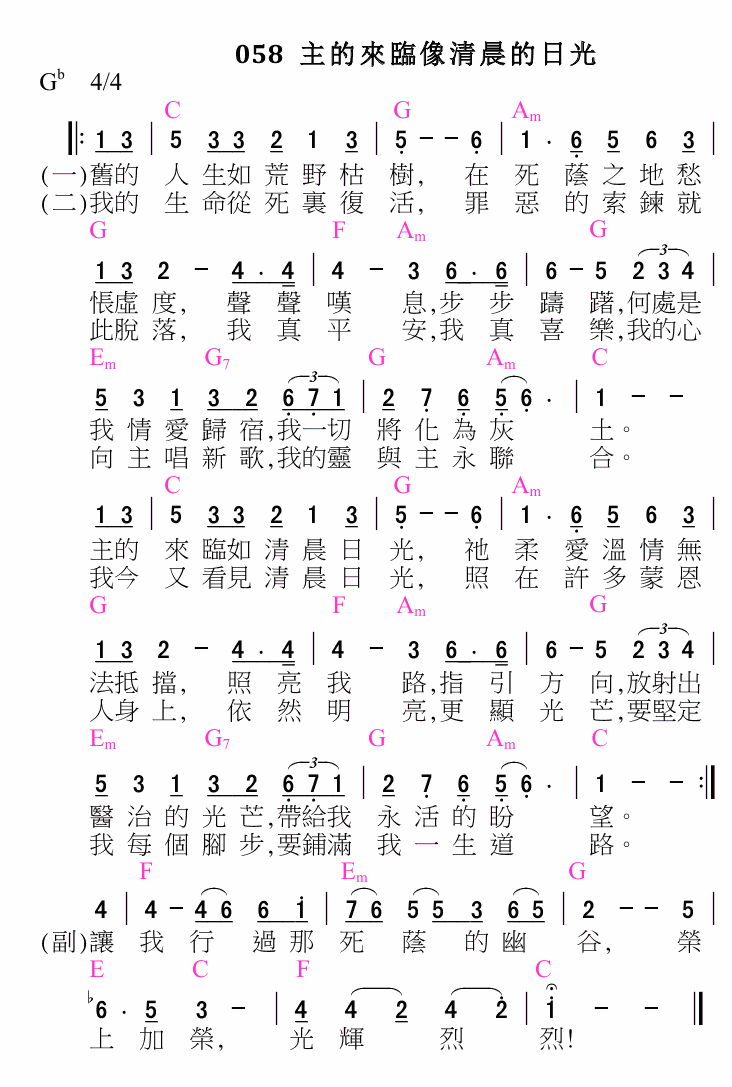 058 主的來臨像清晨的日光
G♭ 4/4
C G Am
1 3 | 5 3 3 2 1 3 | 5 – – 6 | 1 · 6 5 6 3 |
(一)舊的 人 生如 荒 野 枯 樹, 在 死 蔭 之 地 愁
(二)我的 生 命從 死 裏 復 活, 罪 惡 的 索 鍊 就
G F Am G
1 3 2 – 4 · 4 | 4 – 3 6 · 6 | 6 – 5 2 3 4 |
悵虛 度, 聲 聲 嘆 息,步 步 躊 躇,何處是
此脫 落, 我 真 平 安,我 真 喜 樂,我的心
Em G7 G Am C
5 3 1 3 2 6 7 1 | 2 7 6 5 6 · | 1 – –
我 情 愛 歸 宿,我一切 將 化 為 灰 土。
向 主 唱 新 歌,我的靈 與 主 永 聯 合。
C G Am
1 3 | 5 3 3 2 1 3 | 5 – – 6 | 1 · 6 5 6 3 |
主的 來 臨如 清 晨 日 光, 祂 柔 愛 溫 情 無
我今 又 看見 清 晨 日 光, 照 在 許 多 蒙 恩
G F Am G
1 3 2 – 4 · 4 | 4 – 3 6 · 6 | 6 – 5 2 3 4 |
法抵 擋, 照 亮 我 路,指 引 方 向,放射出
人身 上, 依 然 明 亮,更 顯 光 芒,要堅定
Em G7 G Am C
5 3 1 3 2 6 7 1 | 2 7 6 5 6 · | 1 – – :||
醫 治 的 光 芒,帶給我 永 活 的 盼 望。
我 每 個 腳 步,要鋪滿 我 一 生 道 路。
F Em G
4 | 4 – 4 6 6 1 | 7 6 5 5 3 6 5 | 2 – – 5 |
(副)讓 我 行 過 那 死 蔭 的 幽 谷, 榮
E C F C
♭6 · 5 3 – | 4 4 2 4 2 | 1 – – ||
上 加 榮, 光 輝 烈 烈!